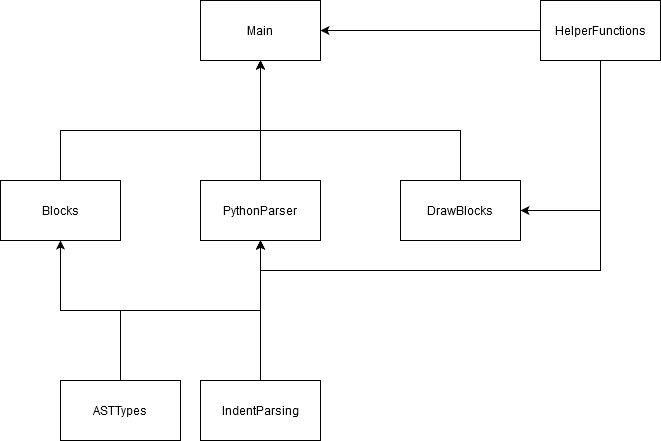 Main
HelperFunctions
Blocks
PythonParser
DrawBlocks
ASTTypes
IndentParsing